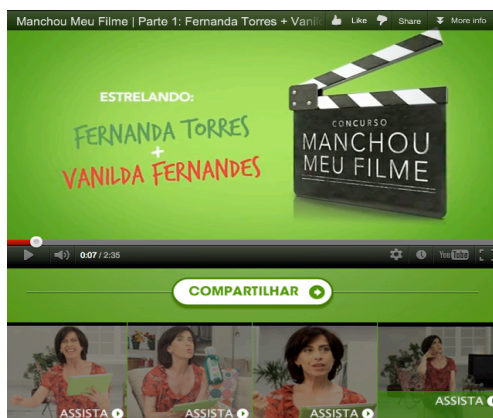 Manchou Meu Filme | Parte 1: Fernanda Torres + Vanil
Like
Share
More info
ESTRELANDO:
FERNANDA TORRES
+
VANILDA FERNANDES
CONCURSO
MANCHOU
MEU FILME
0:07 / 2:35
YouTube
COMPARTILHAR
ASSISTA
ASSISTA
ASSISTA
ASSISTA